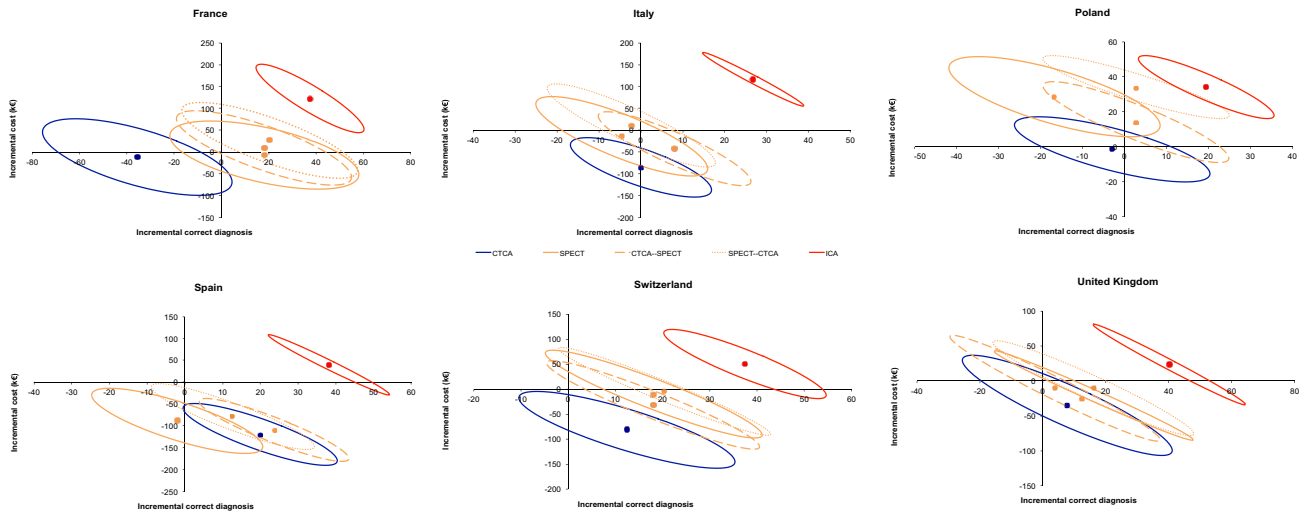 France
Incremental cost (k€)
250
200
150
100
50
0
-50
-100
-150
-80 -60 -40 -20 0 20 40 60 80
Incremental correct diagnosis
Italy
Incremental cost (k€)
200
150
100
50
0
-50
-100
-150
-200
-40 -30 -20 -10 0 10 20 30 40 50
Incremental correct diagnosis
Poland
Incremental cost (k€)
60
40
20
0
-20
-40
-50 -40 -30 -20 -10 0 10 20 30 40
Incremental correct diagnosis
CTCA SPECT CTCA--SPECT SPECT--CTCA ICA
Spain
Incremental cost (k€)
150
100
50
0
-50
-100
-150
-200
-250
-40 -20 0 20 40 60
Incremental correct diagnosis
Switzerland
Incremental cost (k€)
150
100
50
0
-50
-100
-150
-200
-20 -10 0 10 20 30 40 50 60
Incremental correct diagnosis
United Kingdom
Incremental cost (k€)
100
50
0
-50
-100
-150
-40 -20 0 20 40 60 80
Incremental correct diagnosis